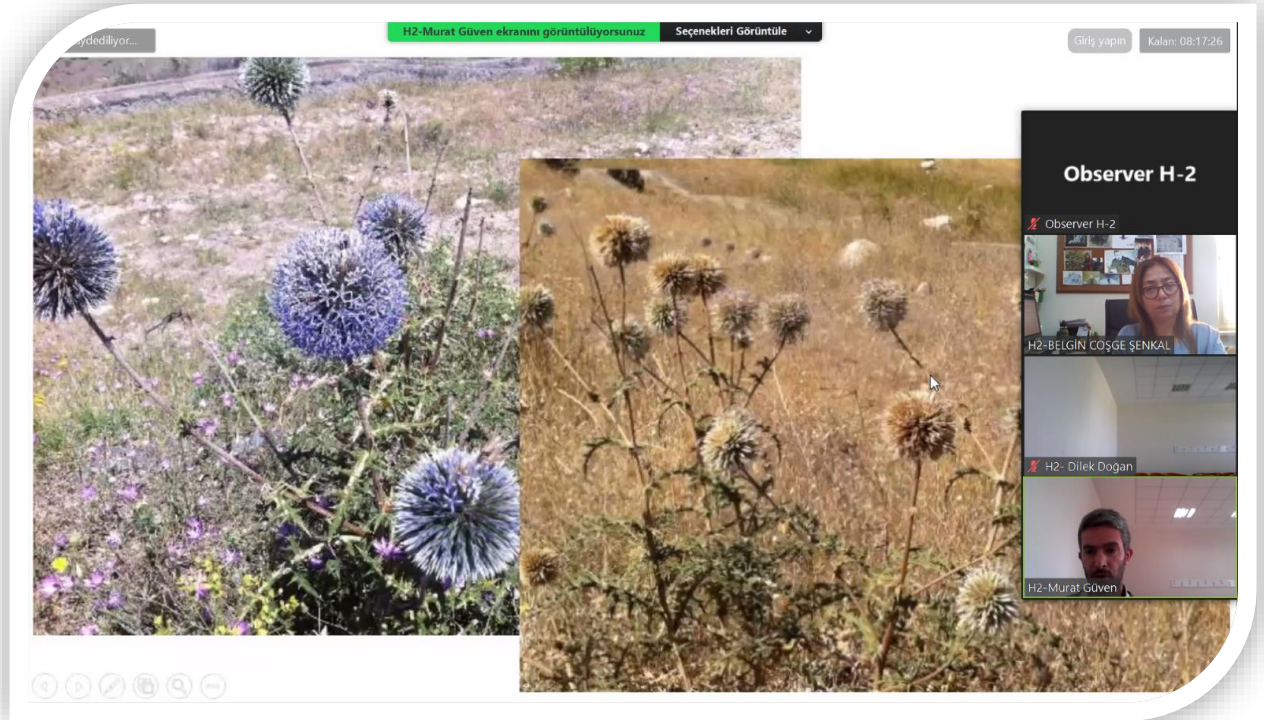 ydediliyor...
H2-Murat Güven ekranını görüntülüyorsunuz
Seçenekleri Görüntüle
Giriş yapın
Kalan: 08:17:26
Observer H-2
Observer H-2
H2-BELGİN COŞGE ŞENKAL
H2- Dilek Doğan
H2-Murat Güven